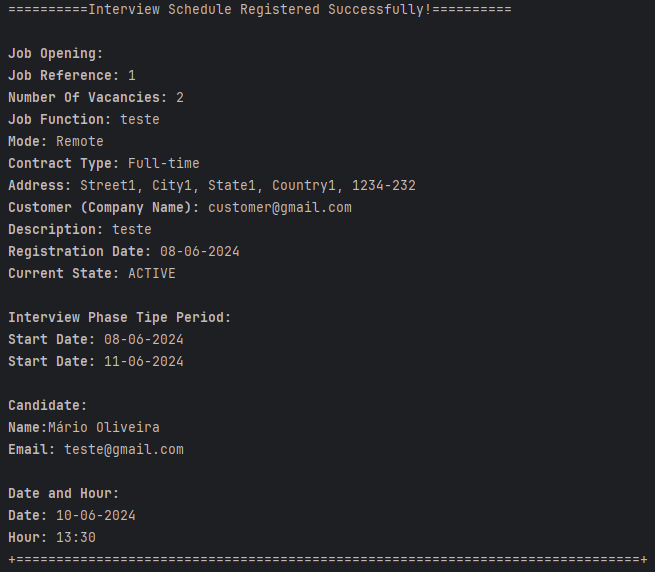 ==========Interview Schedule Registered Successfully!==========
Job Opening:
Job Reference: 1
Number Of Vacancies: 2
Job Function: teste
Mode: Remote
Contract Type: Full-time
Address: Street1, City1, State1, Country1, 1234-232
Customer (Company Name): customer@gmail.com
Description: teste
Registration Date: 08-06-2024
Current State: ACTIVE
Interview Phase Tipe Period:
Start Date: 08-06-2024
Start Date: 11-06-2024
Candidate:
Name:Mário Oliveira
Email: teste@gmail.com
Date and Hour:
Date: 10-06-2024
Hour: 13:30
+==============================================================================+